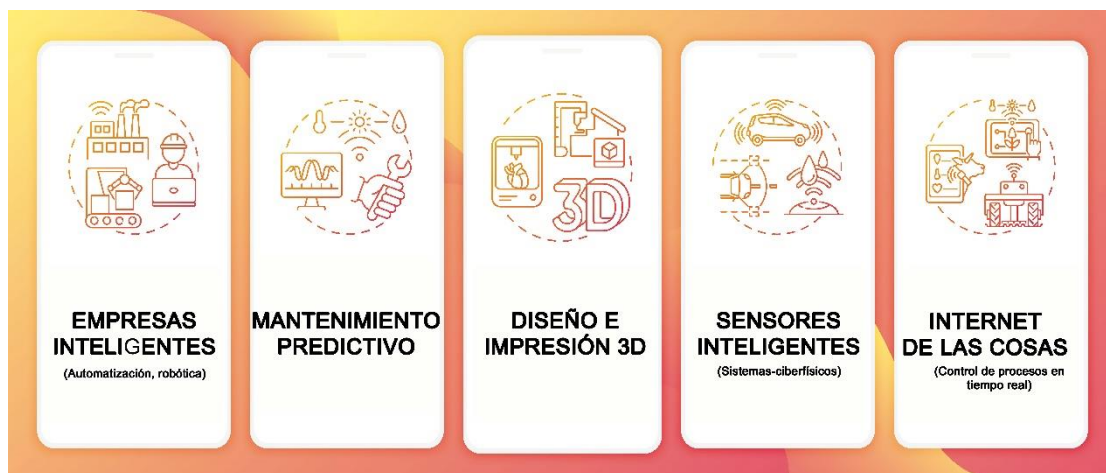 EMPRESAS
INTELIGENTES
(Automatización, robótica)
MANTENIMIENTO
PREDICTIVO
3D
DISEÑO E
IMPRESIÓN 3D
SENSORES
INTELIGENTES
(Sistemas-ciberfísicos)
INTERNET
DE LAS COSAS
(Control de procesos en
tiempo real)